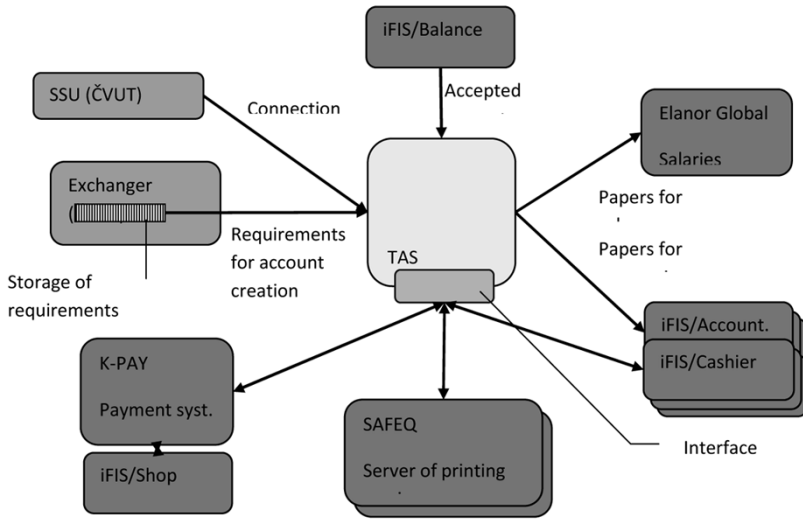 iFIS/Balance
SSU (ČVUT)
Connection
Accepted
Elanor Global
Salaries
Exchanger
(
Requirements
for account
creation
Papers for
Papers for
TAS
Storage of
requirements
iFIS/Account.
iFIS/Cashier
K-PAY
Payment syst.
SAFEQ
Server of printing
iFIS/Shop
Interface